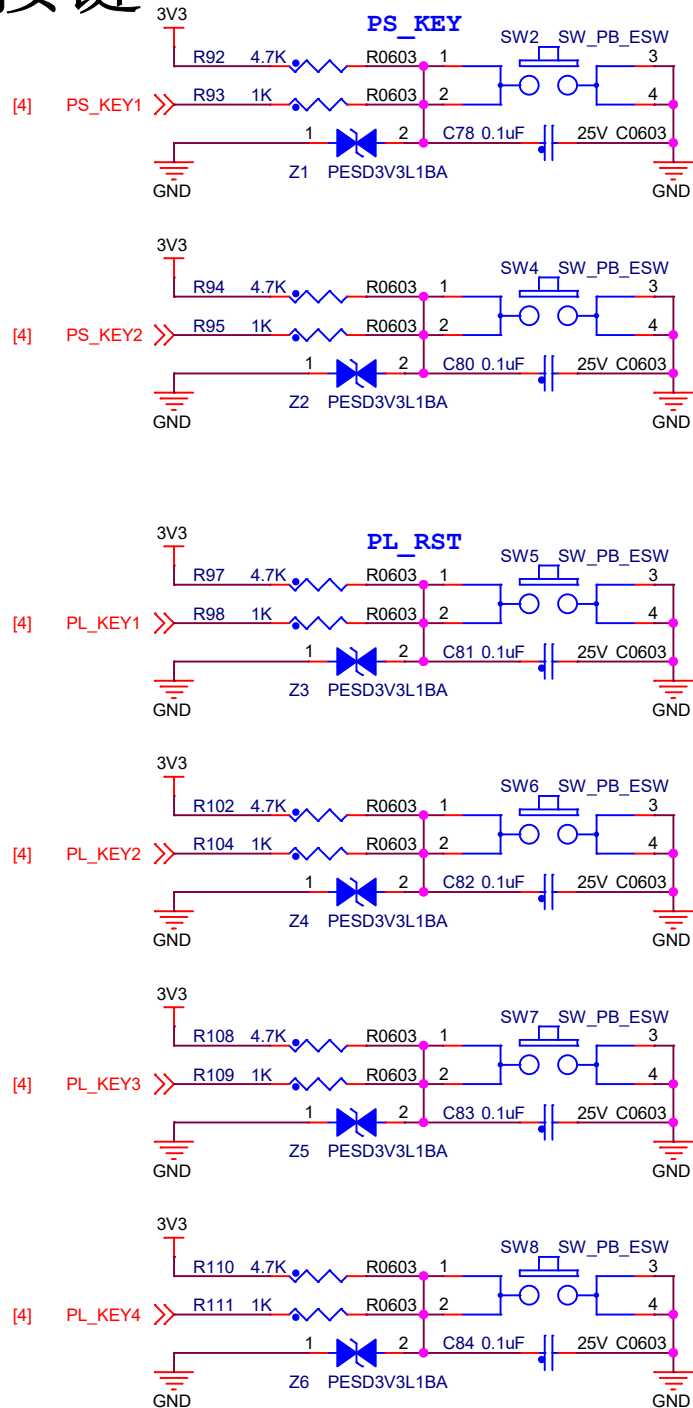 按键
3V3 PS_KEY SW2 SW_PB_ESW
R92 4.7K R0603 1 3
[4] PS_KEY1 R93 1K R0603 2 4
1 2 C78 0.1uF 25V C0603
GND Z1 PESD3V3L1BA GND
3V3 SW4 SW_PB_ESW
R94 4.7K R0603 1 3
[4] PS_KEY2 R95 1K R0603 2 4
1 2 C80 0.1uF 25V C0603
GND Z2 PESD3V3L1BA GND
3V3 PL_RST SW5 SW_PB_ESW
R97 4.7K R0603 1 3
[4] PL_KEY1 R98 1K R0603 2 4
1 2 C81 0.1uF 25V C0603
GND Z3 PESD3V3L1BA GND
3V3 SW6 SW_PB_ESW
R102 4.7K R0603 1 3
[4] PL_KEY2 R104 1K R0603 2 4
1 2 C82 0.1uF 25V C0603
GND Z4 PESD3V3L1BA GND
3V3 SW7 SW_PB_ESW
R108 4.7K R0603 1 3
[4] PL_KEY3 R109 1K R0603 2 4
1 2 C83 0.1uF 25V C0603
GND Z5 PESD3V3L1BA GND
3V3 SW8 SW_PB_ESW
R110 4.7K R0603 1 3
[4] PL_KEY4 R111 1K R0603 2 4
1 2 C84 0.1uF 25V C0603
GND Z6 PESD3V3L1BA GND